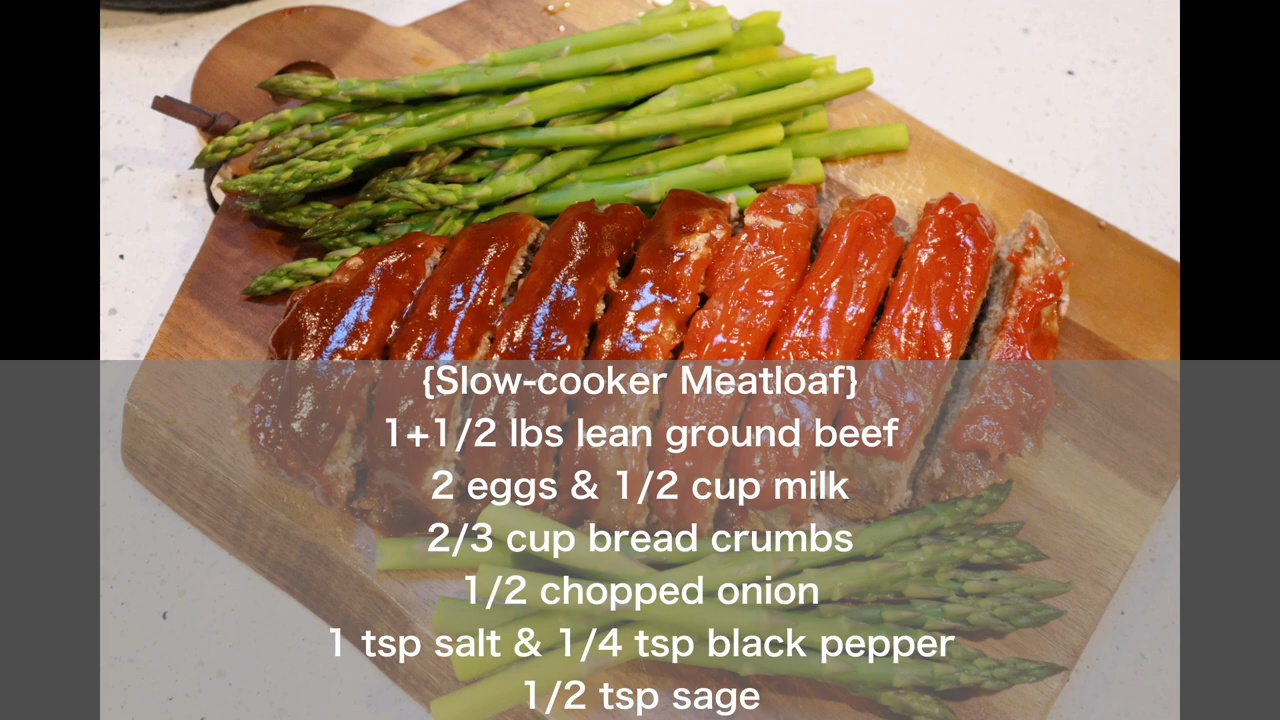 {Slow-cooker Meatloaf}
1+1/2 lbs lean ground beef
2 eggs & 1/2 cup milk
2/3 cup bread crumbs
1/2 chopped onion
1 tsp salt & 1/4 tsp black pepper
1/2 tsp sage